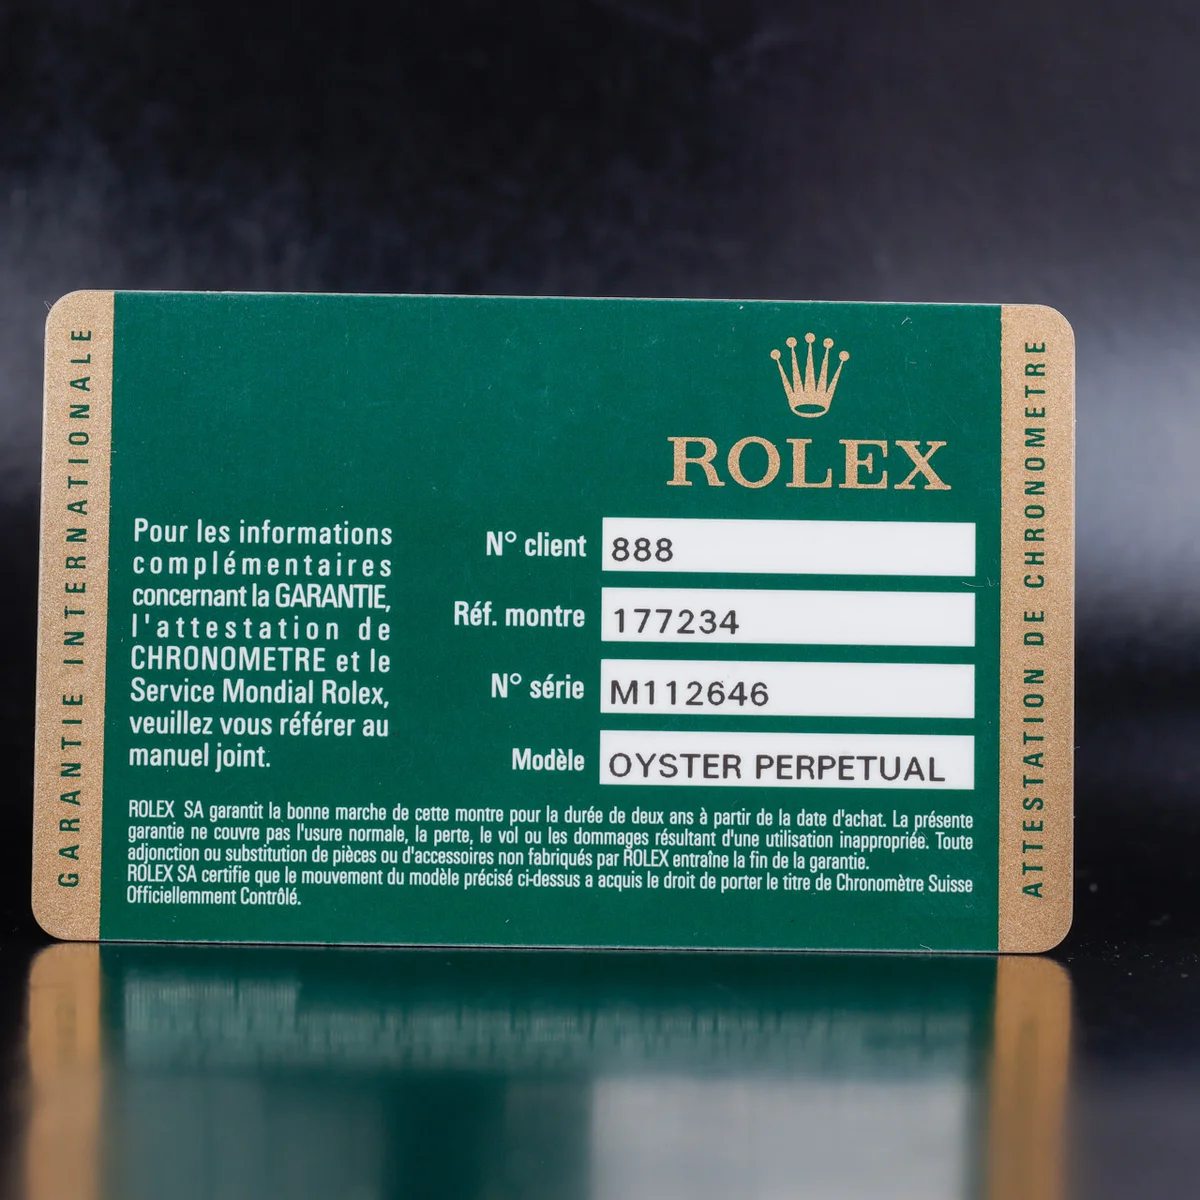 GARANTIE INTERNATIONALE
ROLEX
Pour les informations
complémentaires
concernant la GARANTIE,
l'attestation de
CHRONOMETRE et le
Service Mondial Rolex,
veuillez vous référer au
manuel joint.
N° client 888
Réf. montre 177234
N° série M112646
Modèle OYSTER PERPETUAL
ROLEX SA garantit la bonne marche de cette montre pour la durée de deux ans à partir de la date d'achat. La présente
garantie ne couvre pas l'usure normale, la perte, le vol ou les dommages résultant d'une utilisation inappropriée. Toute
adjonction ou substitution de pièces ou d'accessoires non fabriqués par ROLEX entraîne la fin de la garantie.
ROLEX SA certifie que le mouvement du modèle précisé ci-dessus a acquis le droit de porter le titre de Chronomètre Suisse
Officiellemment Contrôlé.
ATTESTATION DE CHRONOMETRE